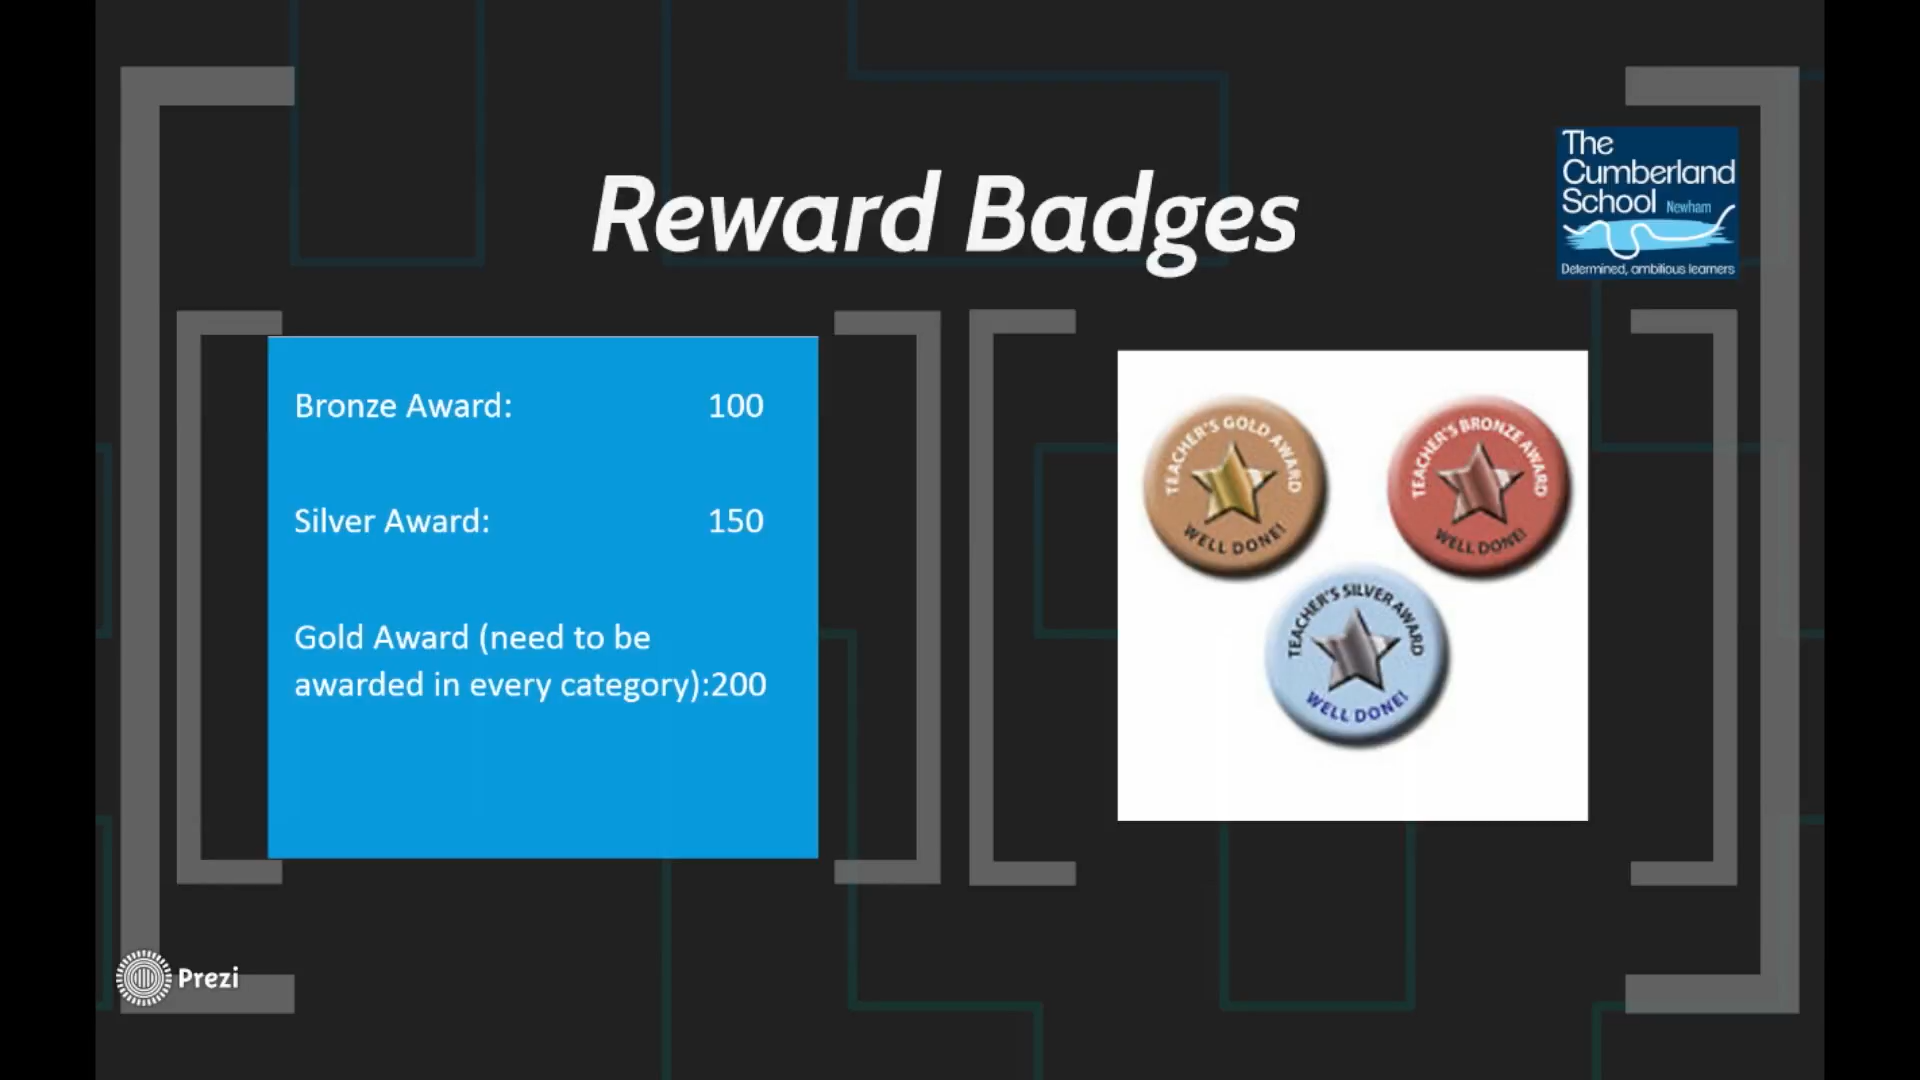 Reward Badges
The
Cumberland
School Newham
Determined, ambitious learners
Bronze Award: 100
Silver Award: 150
Gold Award (need to be
awarded in every category):200
TEACHER'S GOLD AWARD
WELL DONE!
TEACHER'S BRONZE AWARD
WELL DONE!
TEACHER'S SILVER AWARD
WELL DONE!
Prezi